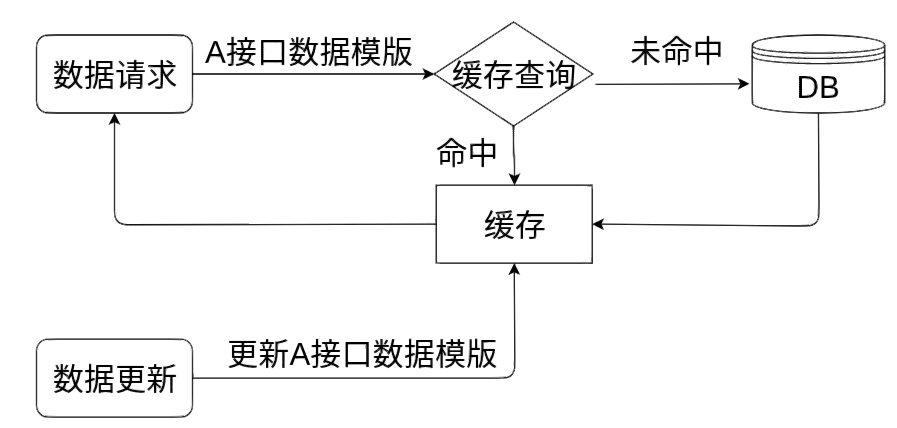 数据请求
A接口数据模版
缓存查询
未命中
DB
命中
缓存
更新A接口数据模版
数据更新